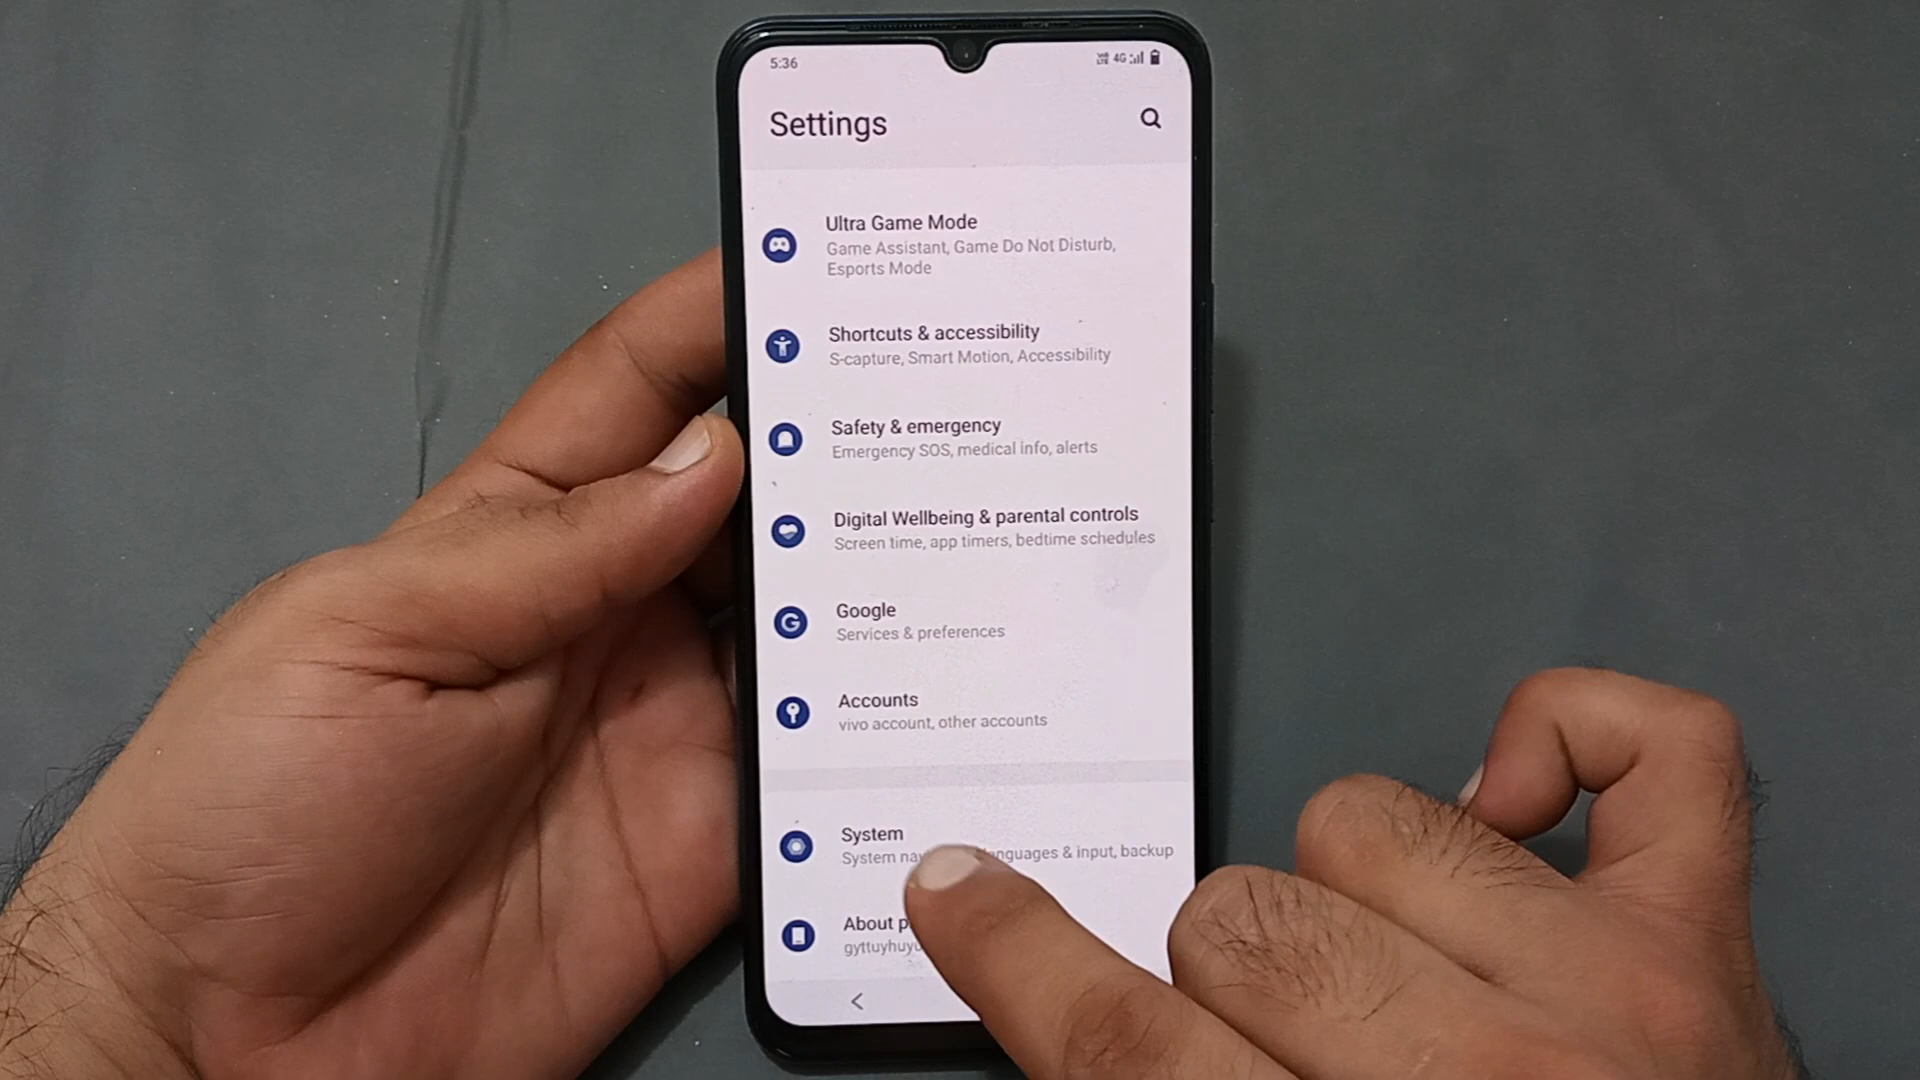 5:36
4G
Settings
Ultra Game Mode
Game Assistant, Game Do Not Disturb,
Esports Mode
Shortcuts & accessibility
S-capture, Smart Motion, Accessibility
Safety & emergency
Emergency SOS, medical info, alerts
Digital Wellbeing & parental controls
Screen time, app timers, bedtime schedules
Google
Services & preferences
Accounts
vivo account, other accounts
System
System & input, backup
About